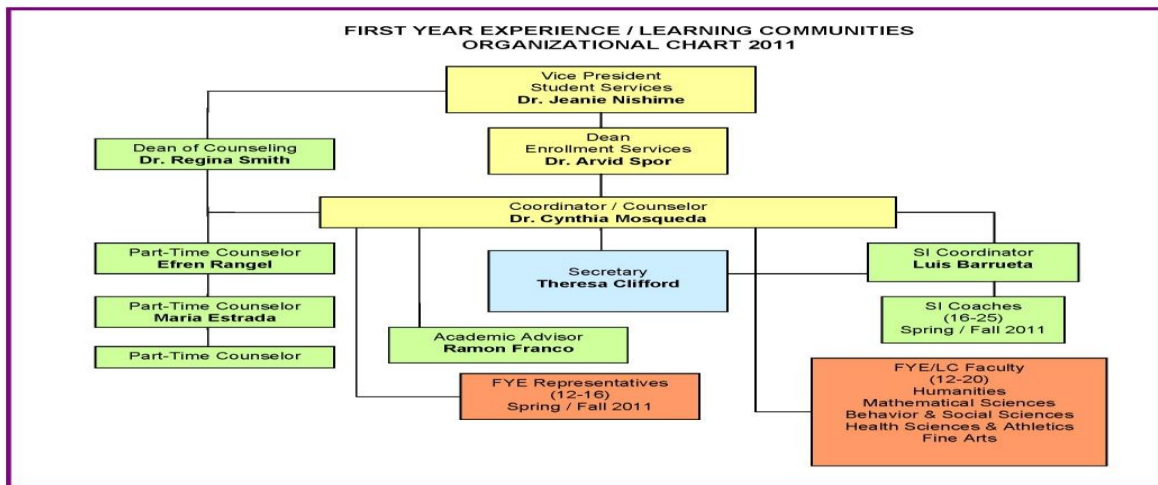 FIRST YEAR EXPERIENCE / LEARNING COMMUNITIES
ORGANIZATIONAL CHART 2011
Vice President
Student Services
Dr. Jeanie Nishime
Dean of Counseling
Dr. Regina Smith
Dean
Enrollment Services
Dr. Arvid Spor
Coordinator / Counselor
Dr. Cynthia Mosqueda
Part-Time Counselor
Efren Rangel
Part-Time Counselor
Maria Estrada
Part-Time Counselor
Secretary
Theresa Clifford
SI Coordinator
Luis Barrueta
SI Coaches
(16-25)
Spring / Fall 2011
Academic Advisor
Ramon Franco
FYE Representatives
(12-16)
Spring / Fall 2011
FYE/LC Faculty
(12-20)
Humanities
Mathematical Sciences
Behavior & Social Sciences
Health Sciences & Athletics
Fine Arts